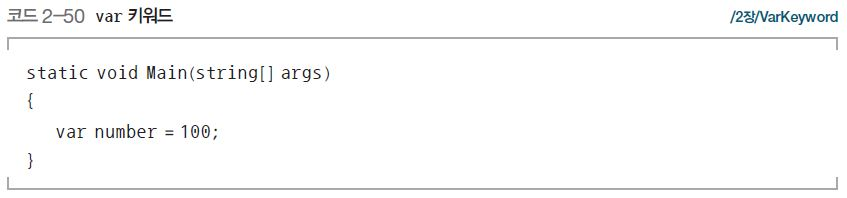 코드 2-50 var 키워드 /2장/VarKeyword
static void Main(string[] args)
{
var number = 100;
}